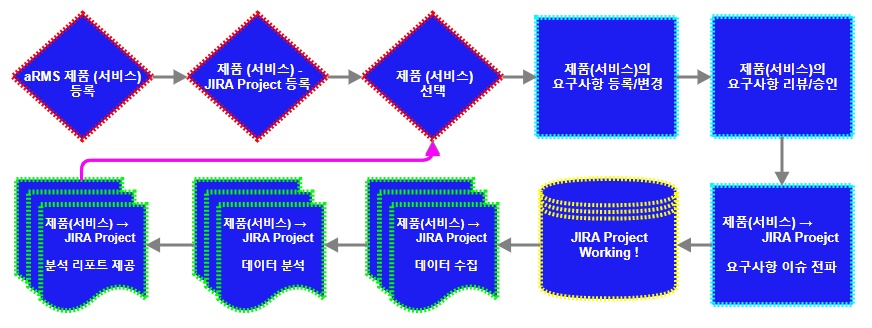 aRMS 제품 (서비스)
등록
제품 (서비스) -
JIRA Project 등록
제품 (서비스)
선택
제품(서비스)의
요구사항 등록/변경
제품(서비스)의
요구사항 리뷰/승인
제품(서비스) →
JIRA Proejct
요구사항 이슈 전파
JIRA Project
Working !
제품(서비스) →
JIRA Project
데이터 수집
제품(서비스) →
JIRA Project
데이터 분석
제품(서비스) →
JIRA Project
분석 리포트 제공